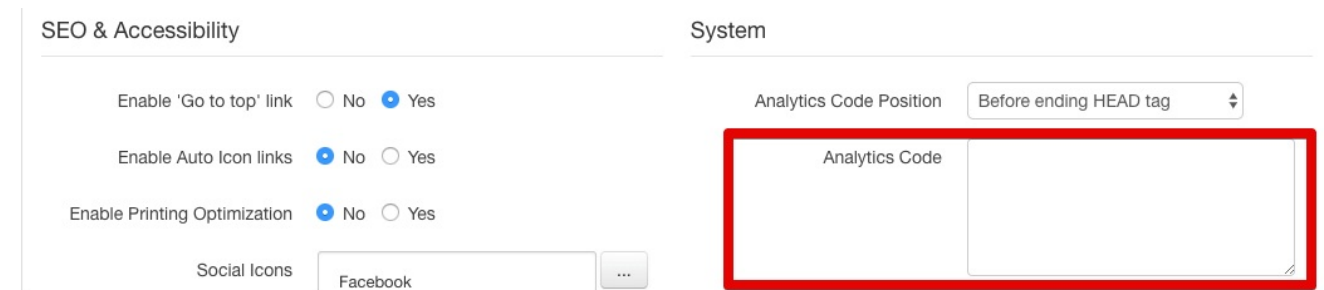 SEO & Accessibility
Enable 'Go to top' link No Yes
Enable Auto Icon links No Yes
Enable Printing Optimization No Yes
Social Icons Facebook ...
System
Analytics Code Position Before ending HEAD tag
Analytics Code